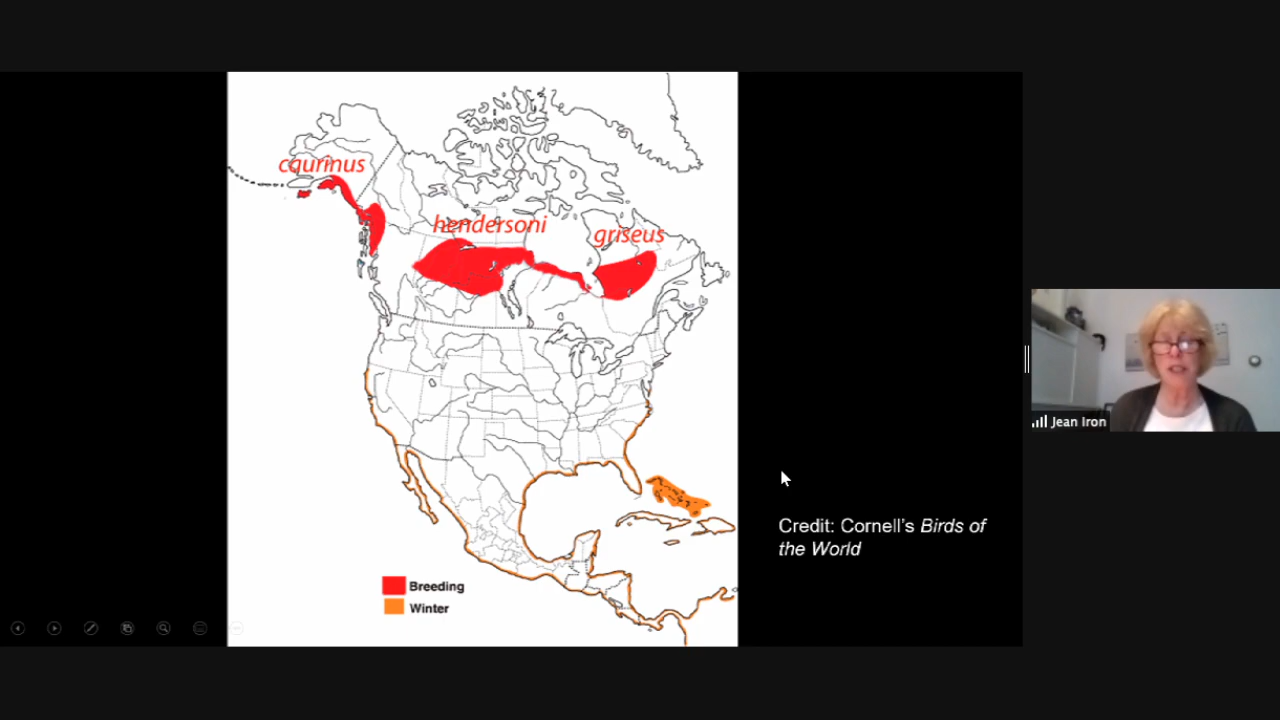 caurinus
hendersoni
griseus
Credit: Cornell's Birds of
the World
Breeding
Winter
Jean Iron